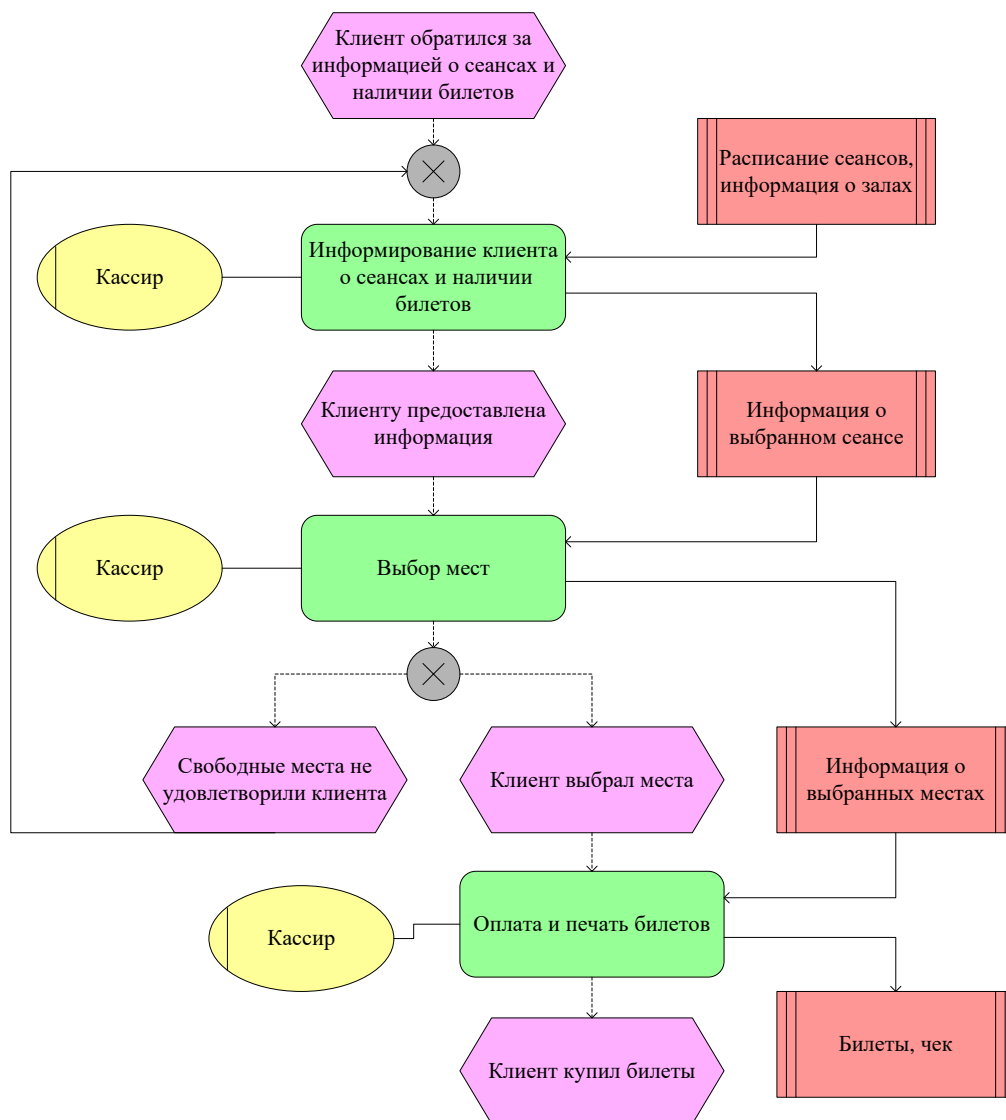 Клиент обратился за
информацией о сеансах и
наличии билетов
Расписание сеансов,
информация о залах
Кассир
Информирование клиента
о сеансах и наличии
билетов
Клиенту предоставлена
информация
Информация о
выбранном сеансе
Кассир
Выбор мест
Свободные места не
удовлетворили клиента
Клиент выбрал места
Информация о
выбранных местах
Кассир
Оплата и печать билетов
Клиент купил билеты
Билеты, чек